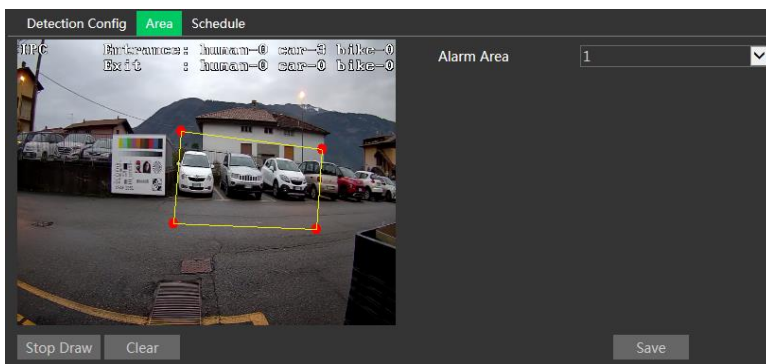 Detection Config Area Schedule
IPC Entrance: human-0 car-3 bike-0
Exit : human-0 car-0 bike-0
Alarm Area 1
Stop Draw Clear Save